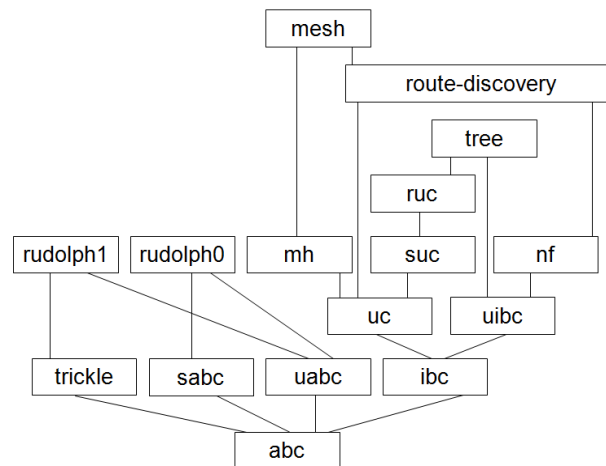 mesh
route-discovery
tree
ruc
rudolph1 rudolph0 mh suc nf
uc uibc
trickle sabc uabc ibc
abc